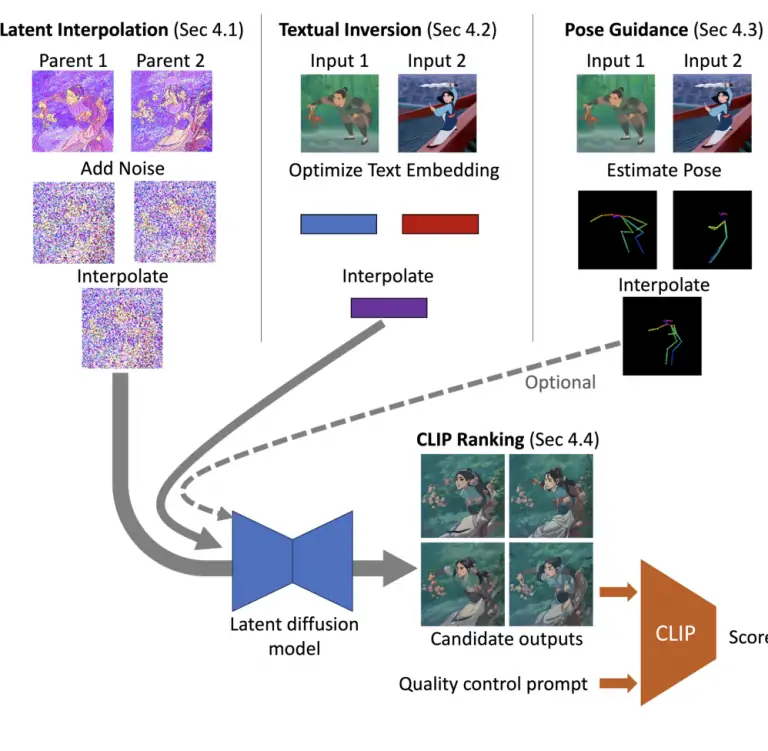 Latent Interpolation (Sec 4.1)
Parent 1 Parent 2
Add Noise
Interpolate
Textual Inversion (Sec 4.2)
Input 1 Input 2
Optimize Text Embedding
Interpolate
Pose Guidance (Sec 4.3)
Input 1 Input 2
Estimate Pose
Interpolate
Optional
CLIP Ranking (Sec 4.4)
Latent diffusion
model
Candidate outputs
Quality control prompt
CLIP
Score